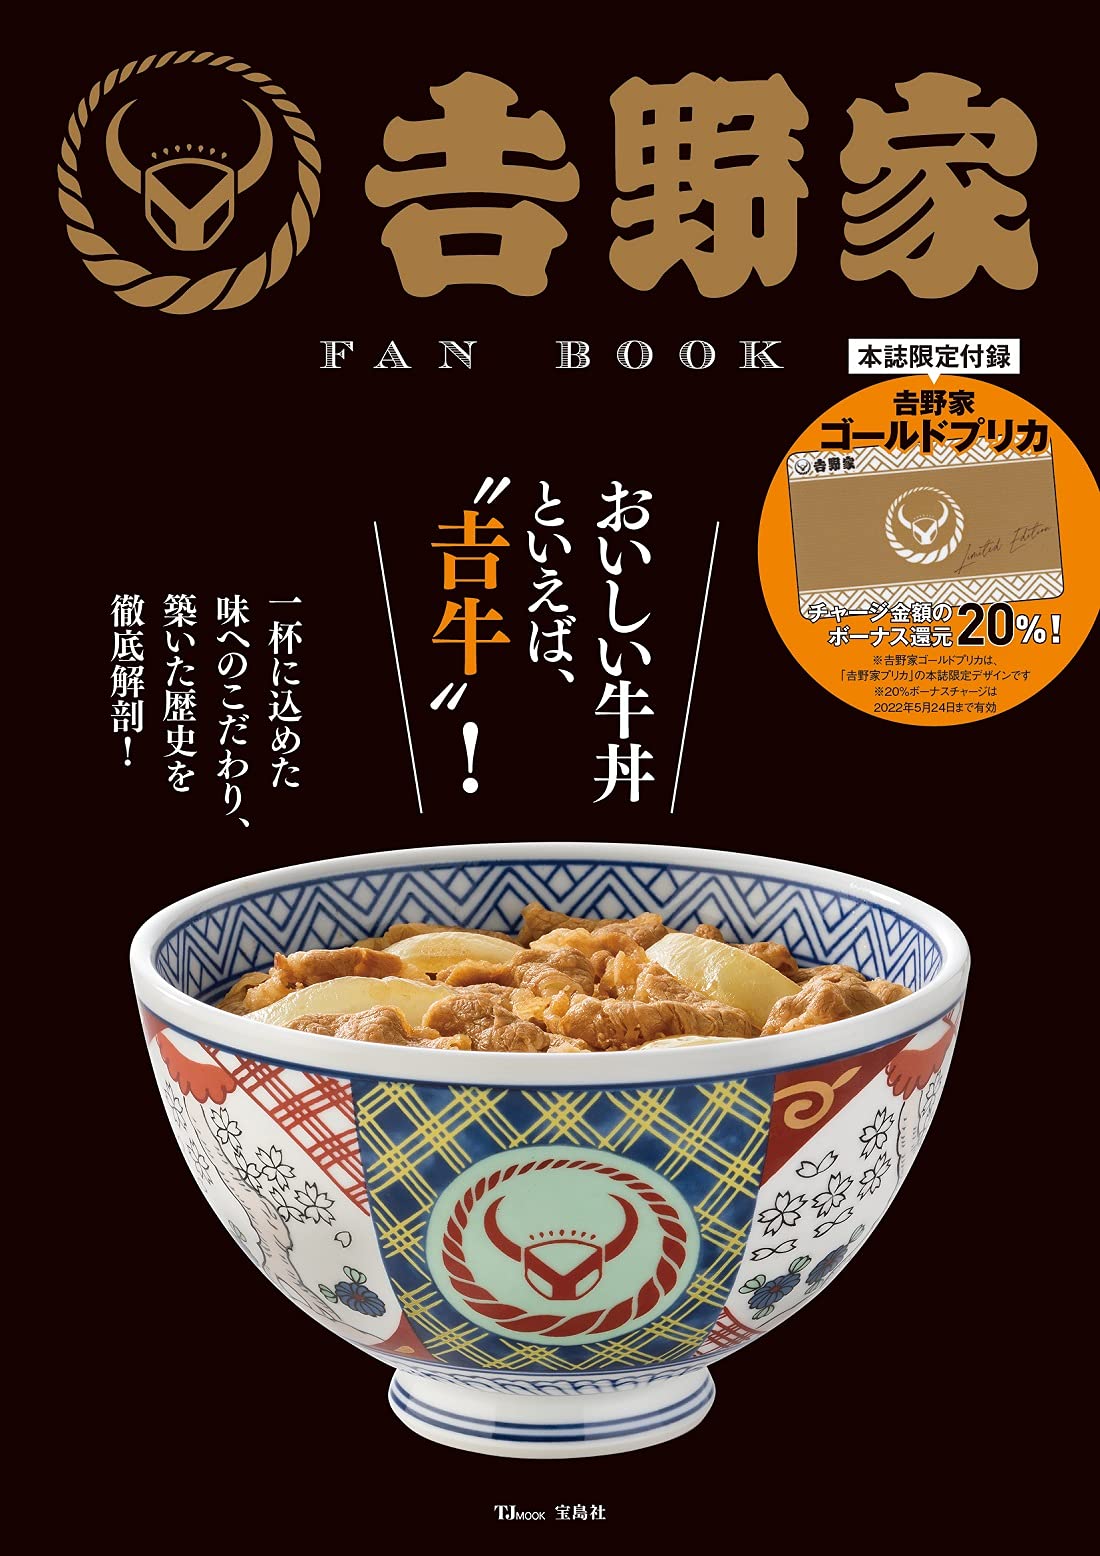 𠮷野家
FAN BOOK
本誌限定付録
𠮷野家
ゴールドプリカ
𠮷野家
Limited Edition
チャージ金額の
ボーナス還元20%!
※𠮷野家ゴールドプリカは、
「𠮷野家プリカ」の本誌限定デザインです
※20%ボーナスチャージは
2022年5月24日まで有効
おいしい牛丼
といえば、
〝𠮷牛〟!
一杯に込めた
味へのこだわり、
築いた歴史を
徹底解剖!
TJMOOK 宝島社